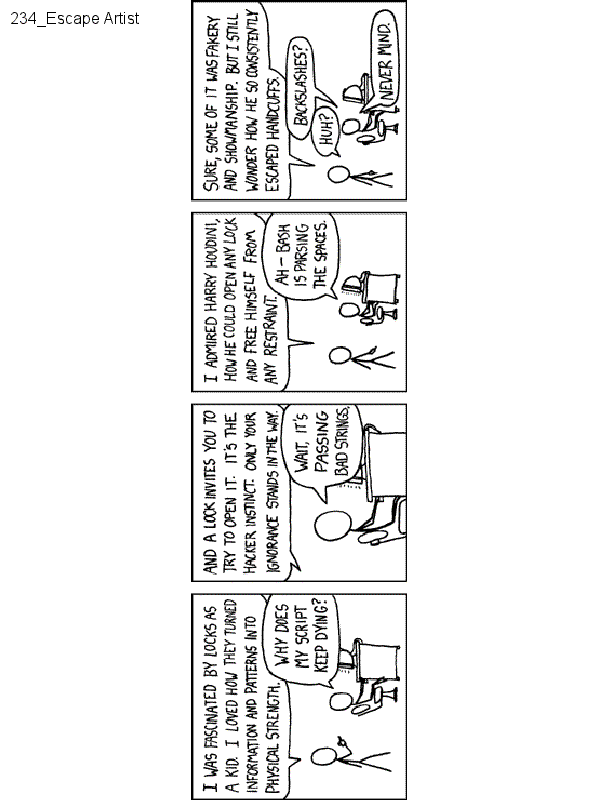 234_Escape Artist
I WAS FASCINATED BY LOCKS AS
A KID. I LOVED HOW THEY TURNED
INFORMATION AND PATTERNS INTO
PHYSICAL STRENGTH.
WHY DOES
MY SCRIPT
KEEP DYING?
AND A LOCK INVITES YOU TO
TRY TO OPEN IT. IT'S THE
HACKER INSTINCT. ONLY YOUR
IGNORANCE STANDS IN THE WAY.
WAIT, IT'S
PASSING
BAD STRINGS.
I ADMIRED HARRY HOUDINI,
HOW HE COULD OPEN ANY LOCK
AND FREE HIMSELF FROM
ANY RESTRAINT.
AH — BASH
IS PARSING
THE SPACES.
SURE, SOME OF IT WAS FAKERY
AND SHOWMANSHIP. BUT I STILL
WONDER HOW HE SO CONSISTENTLY
ESCAPED HANDCUFFS.
BACKSLASHES?
HUH?
NEVER MIND.